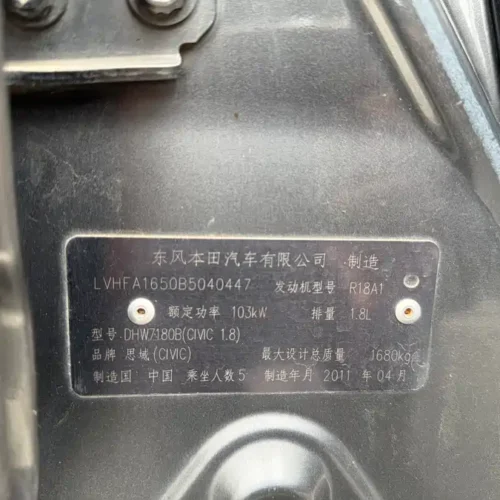 东风本田汽车有限公司 制造
LVHFA1650B5040447 发动机型号 R18A1
额定功率 103kW 排量 1.8L
型号 DHW7180B(CIVIC 1.8)
品牌 思域(CIVIC) 最大设计总质量 1680kg
制造国 中国 乘坐人数 5 制造年月 2011 年 04 月